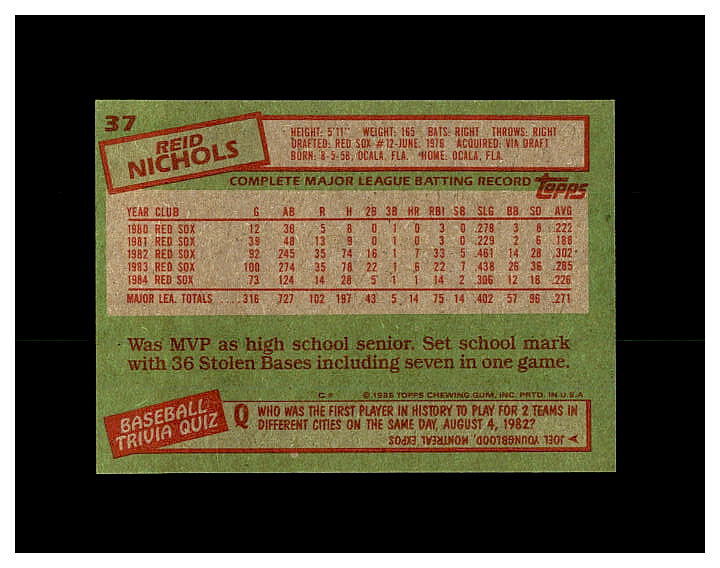 37
REID
NICHOLS
HEIGHT: 5'11" WEIGHT: 165 BATS: RIGHT THROWS: RIGHT
DRAFTED: RED SOX #12-JUNE, 1976 ACQUIRED: VIA DRAFT
BORN: 8-5-58, OCALA, FLA. HOME: OCALA, FLA.
COMPLETE MAJOR LEAGUE BATTING RECORD TOPPS
YEAR CLUB G AB R H 2B 3B HR RBI SB SLG BB SO AVG
1980 RED SOX 12 36 5 8 0 1 0 3 0 .278 3 8 .222
1981 RED SOX 39 48 13 9 0 1 0 3 0 .229 2 6 .188
1982 RED SOX 92 245 35 74 16 1 7 33 5 .461 14 28 .302
1983 RED SOX 100 274 35 78 22 1 6 22 7 .438 26 36 .285
1984 RED SOX 73 124 14 28 5 1 1 14 2 .306 12 18 .226
MAJOR LEA. TOTALS ..... 316 727 102 197 43 5 14 75 14 .402 57 96 .271
Was MVP as high school senior. Set school mark
with 36 Stolen Bases including seven in one game.
© 1985 TOPPS CHEWING GUM, INC. PRTD. IN U.S.A
BASEBALL
TRIVIA QUIZ
Q WHO WAS THE FIRST PLAYER IN HISTORY TO PLAY FOR 2 TEAMS IN
DIFFERENT CITIES ON THE SAME DAY, AUGUST 4, 1982?
JOEL YOUNGBLOOD, MONTREAL EXPOS